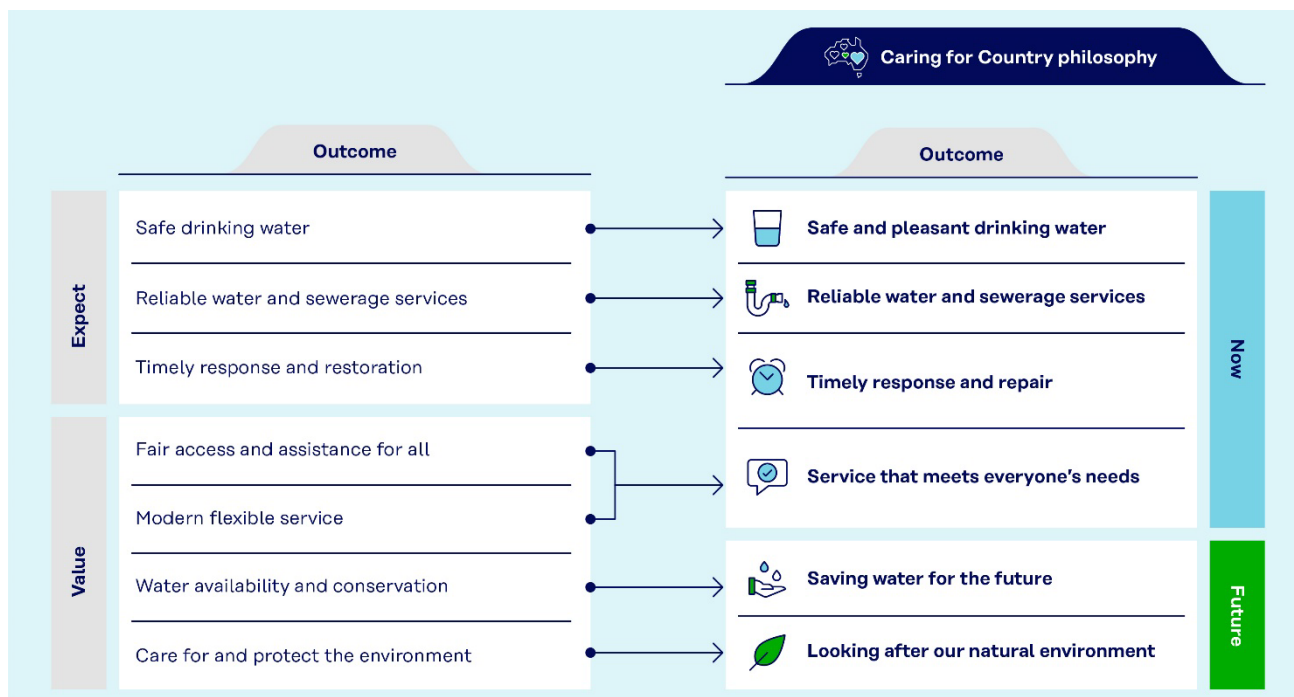 Caring for Country philosophy
Outcome
Outcome
Expect
Safe drinking water
Safe and pleasant drinking water
Reliable water and sewerage services
Reliable water and sewerage services
Timely response and restoration
Timely response and repair
Now
Value
Fair access and assistance for all
Modern flexible service
Service that meets everyone's needs
Water availability and conservation
Saving water for the future
Care for and protect the environment
Looking after our natural environment
Future